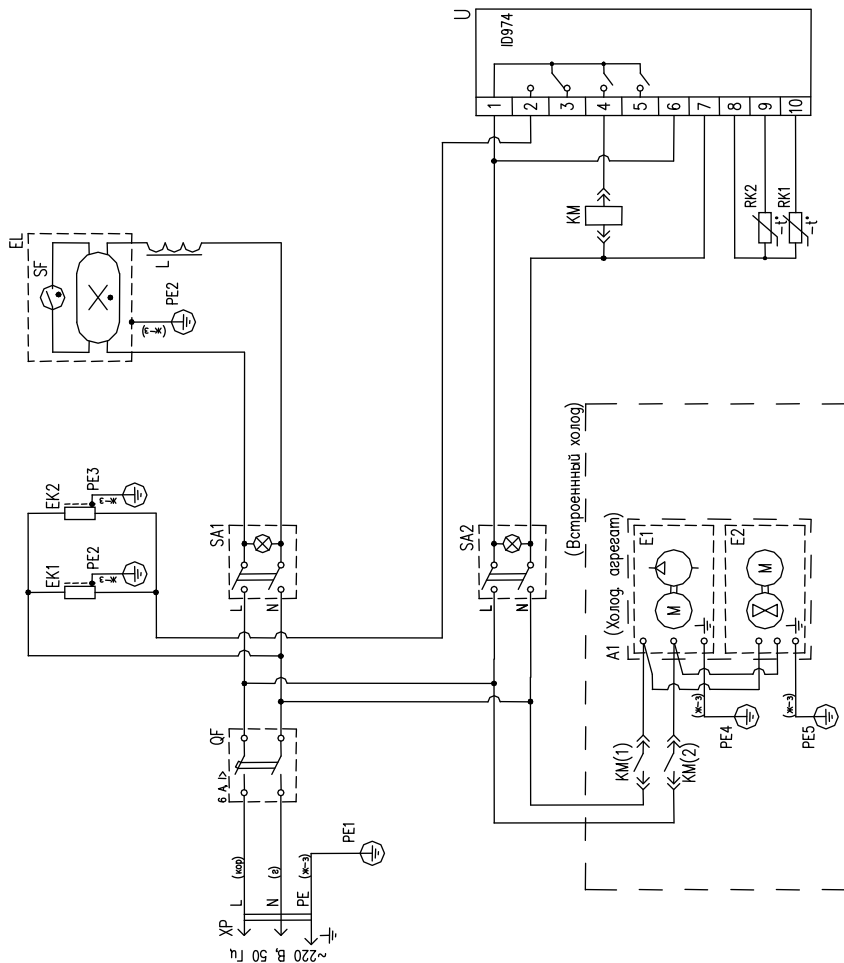 U
ID974
1
2
3
4
5
6
7
8
9
10
EL
SF
L
PE2
(ж-з)
KM
RK2
-t°
RK1
-t°
EK2
PE3
ж-з
EK1
PE2
ж-з
SA1
L
N
SA2
L
N
(Встроеннный холод)
A1 (Холод. агрегат)
E1
M
E2
M
QF
6 A I>
KM(1)
KM(2)
(ж-з)
PE4
(ж-з)
PE5
XP
L
(кор)
N
(г)
PE
(ж-з)
PE1
~220 В, 50 Гц